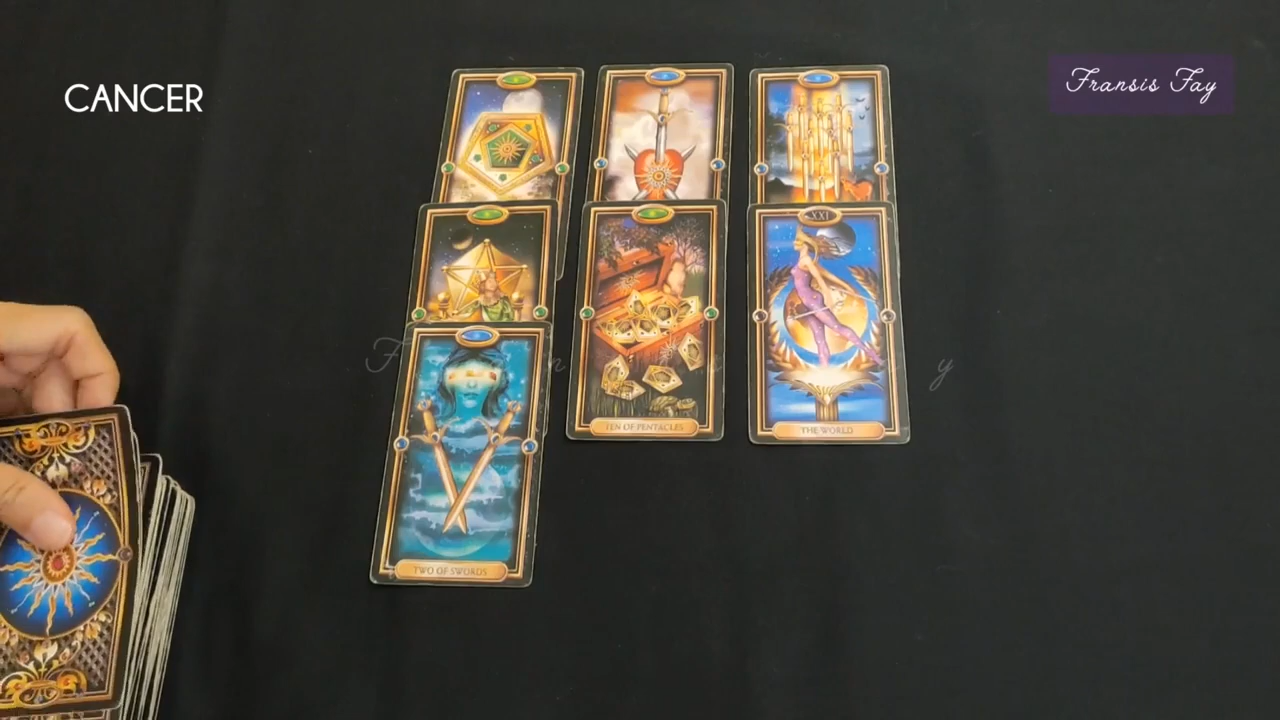 CANCER
Fransis Fay
XXI
TEN OF PENTACLES
THE WORLD
TWO OF SWORDS